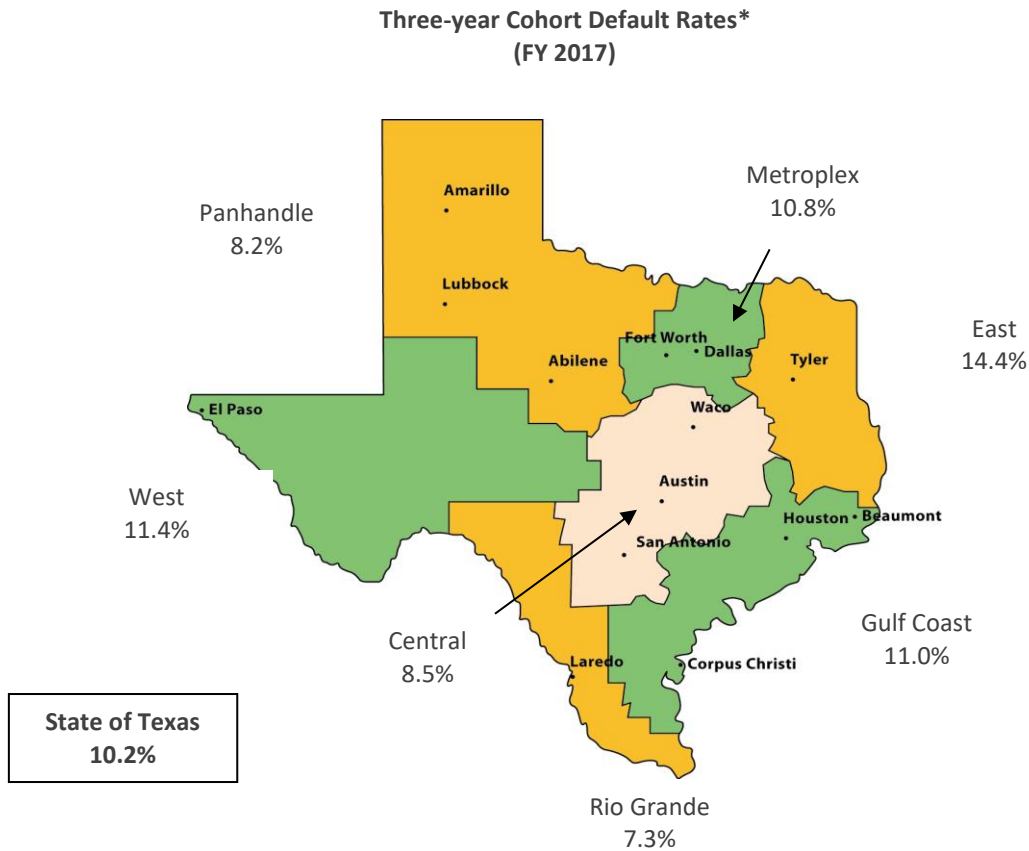 Three-year Cohort Default Rates*
(FY 2017)
Panhandle
8.2%
Amarillo
Lubbock
Abilene
Metroplex
10.8%
Fort Worth
Dallas
East
14.4%
Tyler
El Paso
Waco
West
11.4%
Austin
San Antonio
Houston
Beaumont
Central
8.5%
Gulf Coast
11.0%
Laredo
Corpus Christi
State of Texas
10.2%
Rio Grande
7.3%